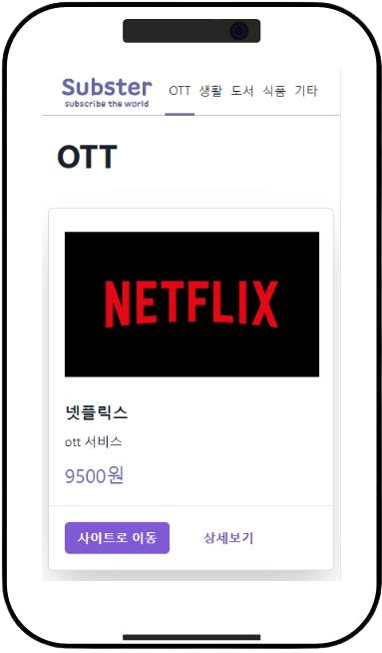 Subster
subscribe the world
OTT 생활 도서 식품 기타
OTT
NETFLIX
넷플릭스
ott 서비스
9500원
사이트로 이동 상세보기